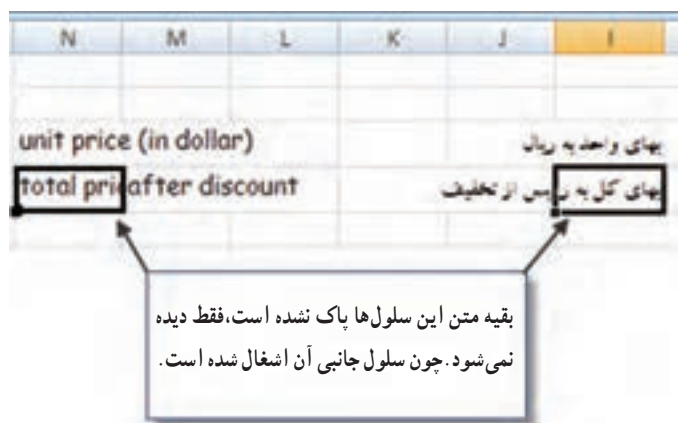 N M L K J I
unit price (in dollar) بهای واحد به ریال
total pri after discount بهای کل به ر پس از تخفیف
بقیه متن این سلول‌ها پاک نشده است،فقط دیده
نمی‌شود.چون سلول جانبی آن اشغال شده است.